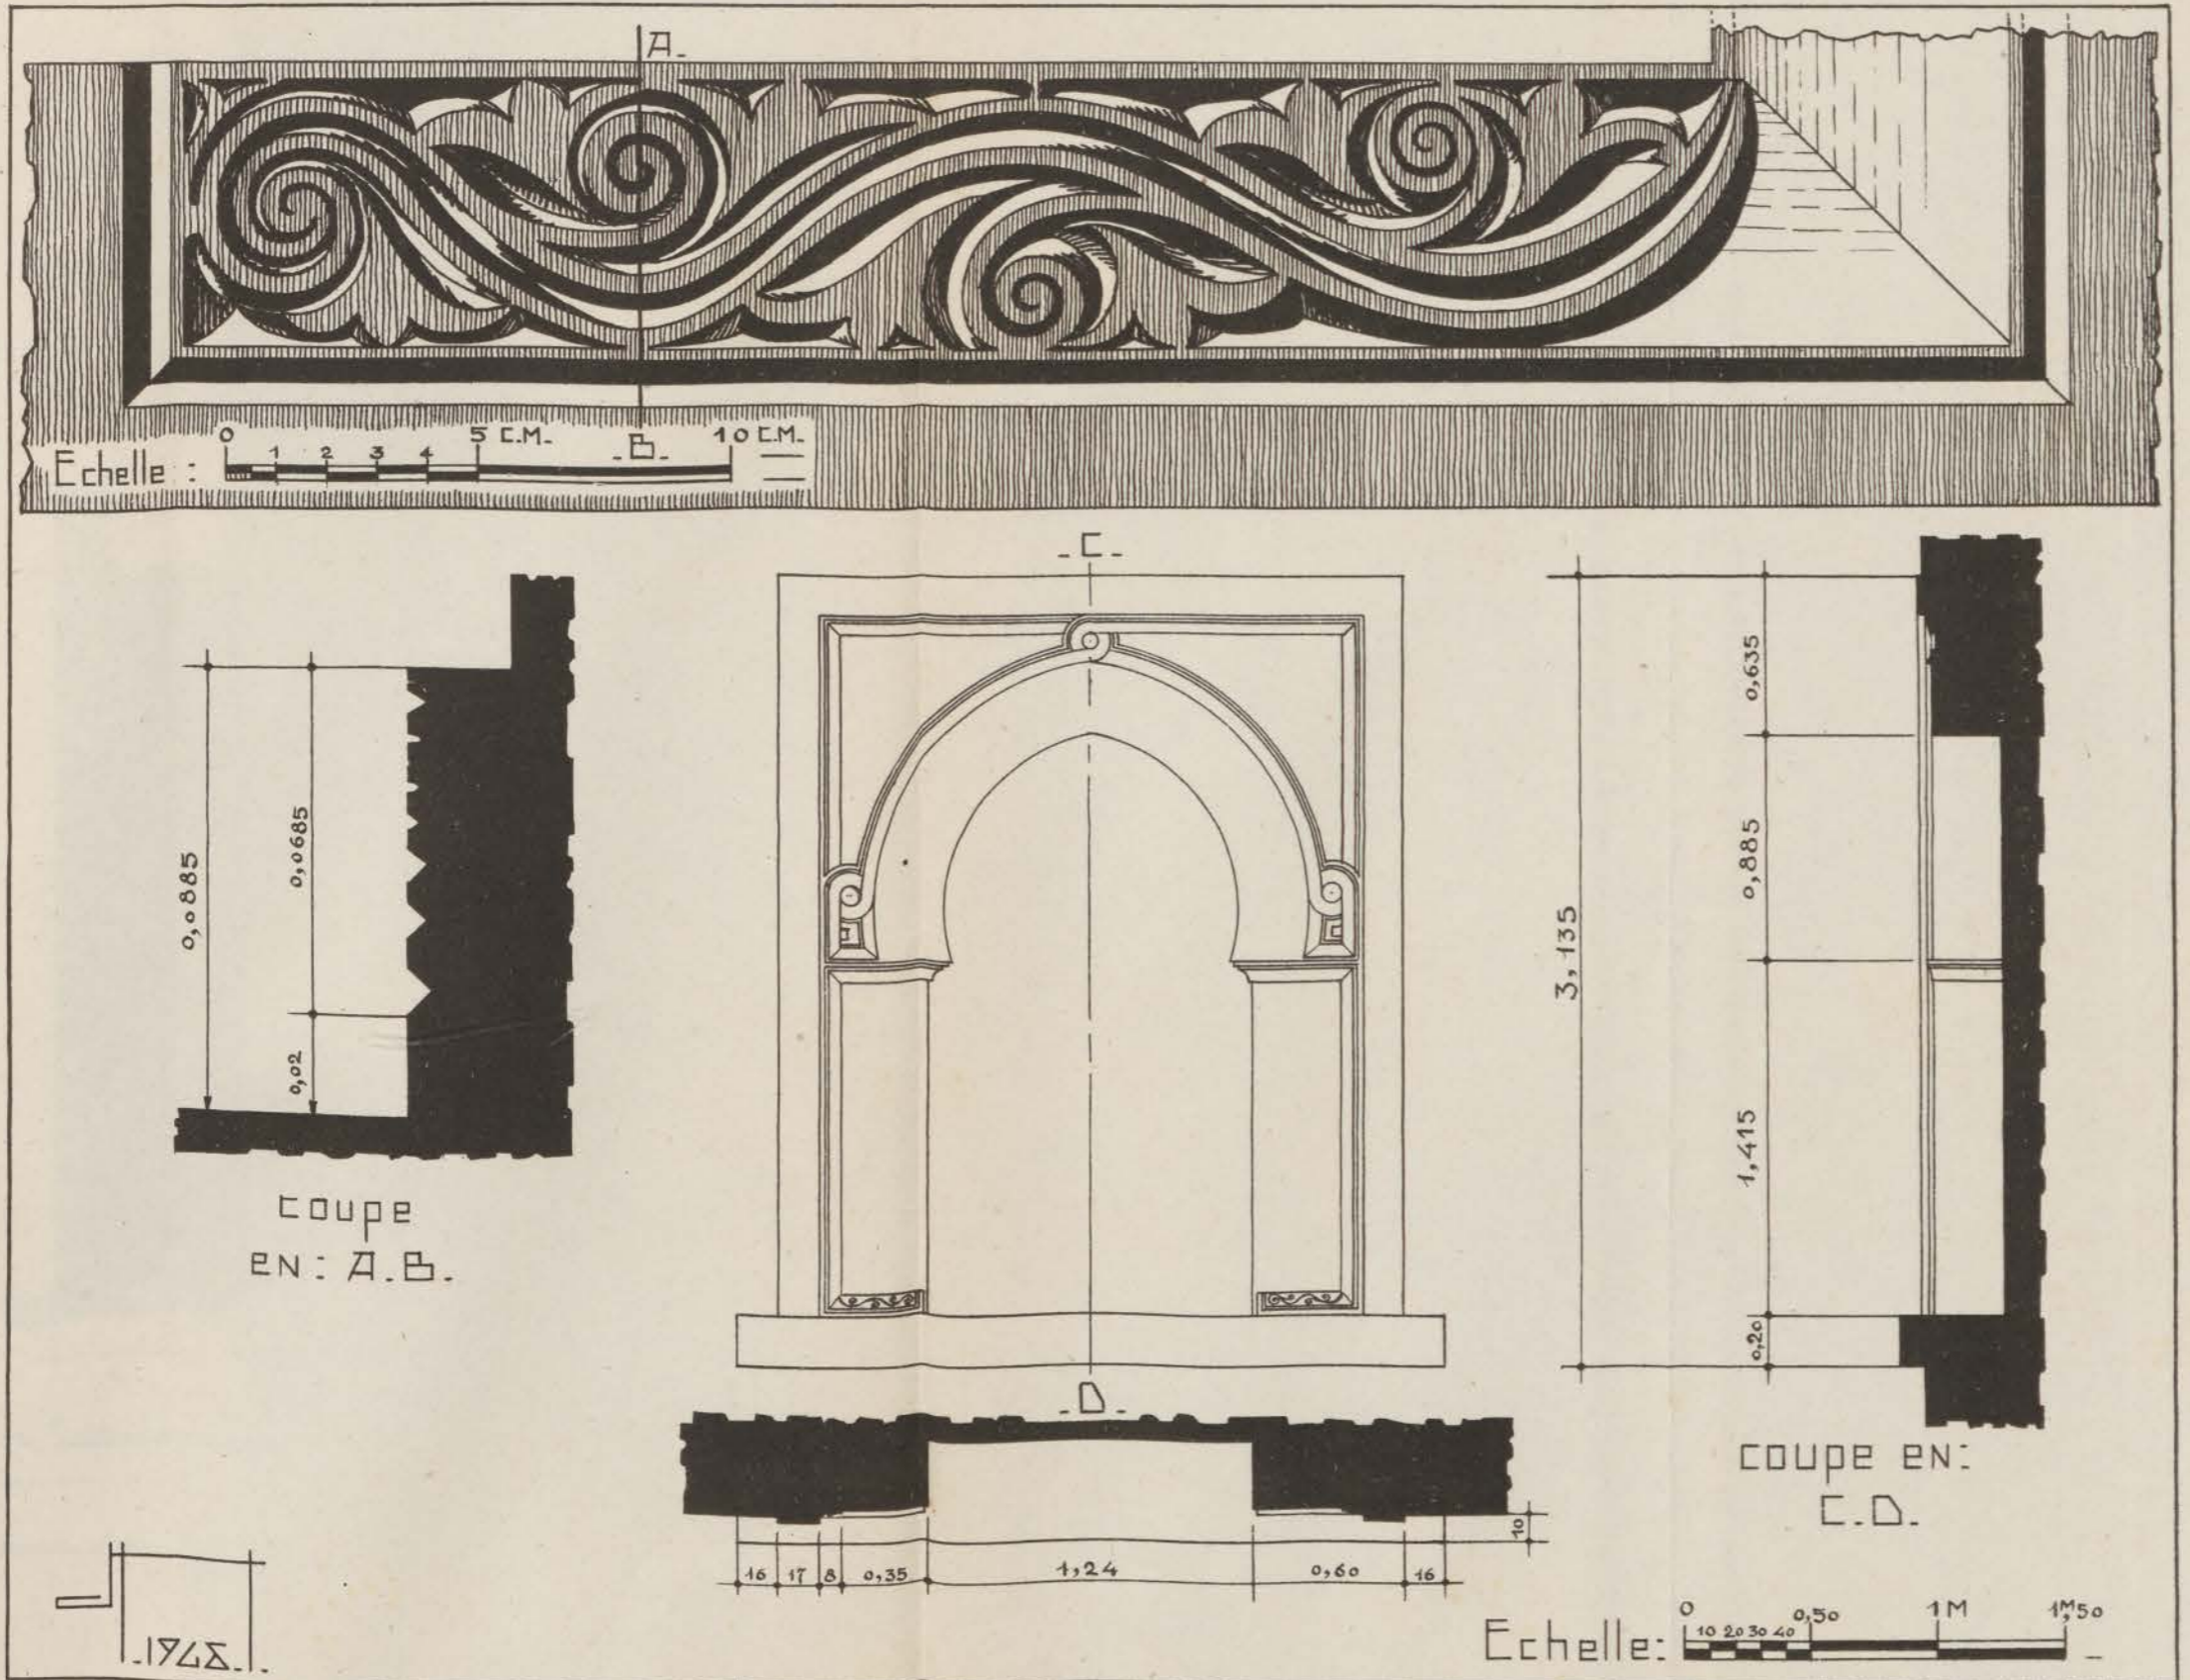 A.
0 1 2 3 4 5 C.M. 10 C.M.
Echelle :
.B.
.C.
0,0885
0,0685
0,02
coupe
EN: A.B.
3,135
0,635
0,885
1,415
0,20
.D.
coupe EN:
C.D.
10
16 17 8 0,35 1,24 0,60 16
Echelle:
0 10 20 30 40 0,50 1M 1M,50